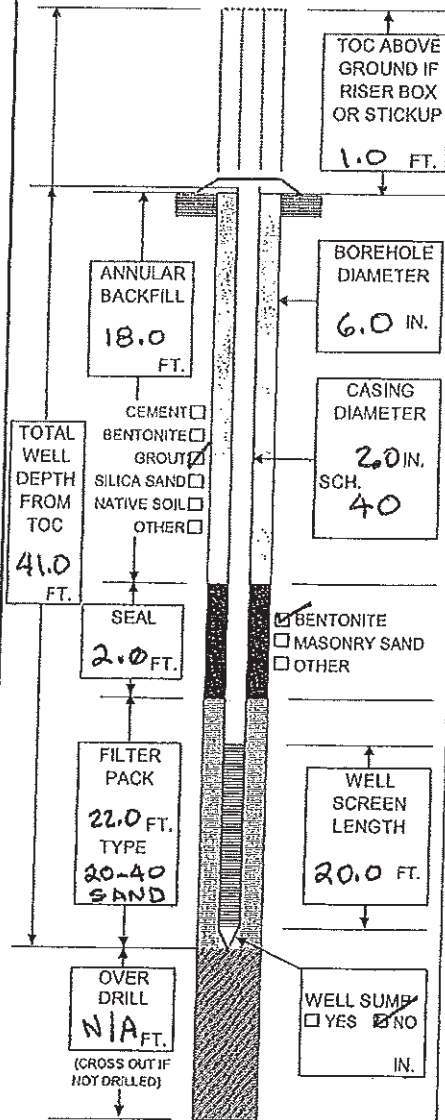 TOC ABOVE
GROUND IF
RISER BOX
OR STICKUP
1.0 FT.
ANNULAR
BACKFILL
18.0
FT.
BOREHOLE
DIAMETER
6.0 IN.
CEMENT ☐
BENTONITE ☐
GROUT ☑
SILICA SAND ☐
NATIVE SOIL ☐
OTHER ☐
CASING
DIAMETER
2.0 IN.
SCH.
40
TOTAL
WELL
DEPTH
FROM
TOC
41.0
FT.
SEAL
2.0 FT.
☑ BENTONITE
☐ MASONRY SAND
☐ OTHER
FILTER
PACK
22.0 FT.
TYPE
20-40
SAND
WELL
SCREEN
LENGTH
20.0 FT.
OVER
DRILL
N/A FT.
(CROSS OUT IF
NOT DRILLED)
WELL SUMP
☐ YES ☑ NO
IN.